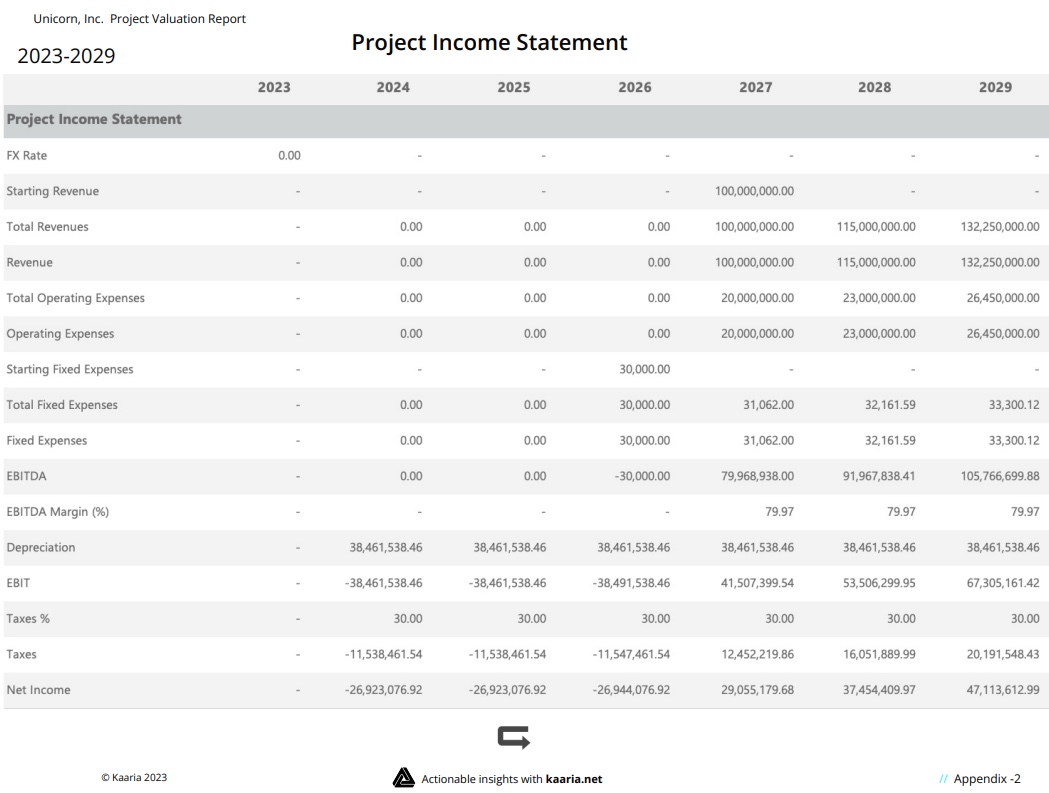 Unicorn, Inc.  Project Valuation Report
Project Income Statement
2023-2029
2023 2024 2025 2026 2027 2028 2029
Project Income Statement
FX Rate 0.00 - - - - - -
Starting Revenue - - - - 100,000,000.00 - -
Total Revenues - 0.00 0.00 0.00 100,000,000.00 115,000,000.00 132,250,000.00
Revenue - 0.00 0.00 0.00 100,000,000.00 115,000,000.00 132,250,000.00
Total Operating Expenses - 0.00 0.00 0.00 20,000,000.00 23,000,000.00 26,450,000.00
Operating Expenses - 0.00 0.00 0.00 20,000,000.00 23,000,000.00 26,450,000.00
Starting Fixed Expenses - - - 30,000.00 - - -
Total Fixed Expenses - 0.00 0.00 30,000.00 31,062.00 32,161.59 33,300.12
Fixed Expenses - 0.00 0.00 30,000.00 31,062.00 32,161.59 33,300.12
EBITDA - 0.00 0.00 -30,000.00 79,968,938.00 91,967,838.41 105,766,699.88
EBITDA Margin (%) - - - - 79.97 79.97 79.97
Depreciation - 38,461,538.46 38,461,538.46 38,461,538.46 38,461,538.46 38,461,538.46 38,461,538.46
EBIT - -38,461,538.46 -38,461,538.46 -38,491,538.46 41,507,399.54 53,506,299.95 67,305,161.42
Taxes % - 30.00 30.00 30.00 30.00 30.00 30.00
Taxes - -11,538,461.54 -11,538,461.54 -11,547,461.54 12,452,219.86 16,051,889.99 20,191,548.43
Net Income - -26,923,076.92 -26,923,076.92 -26,944,076.92 29,055,179.68 37,454,409.97 47,113,612.99
© Kaaria 2023 Actionable insights with kaaria.net // Appendix -2